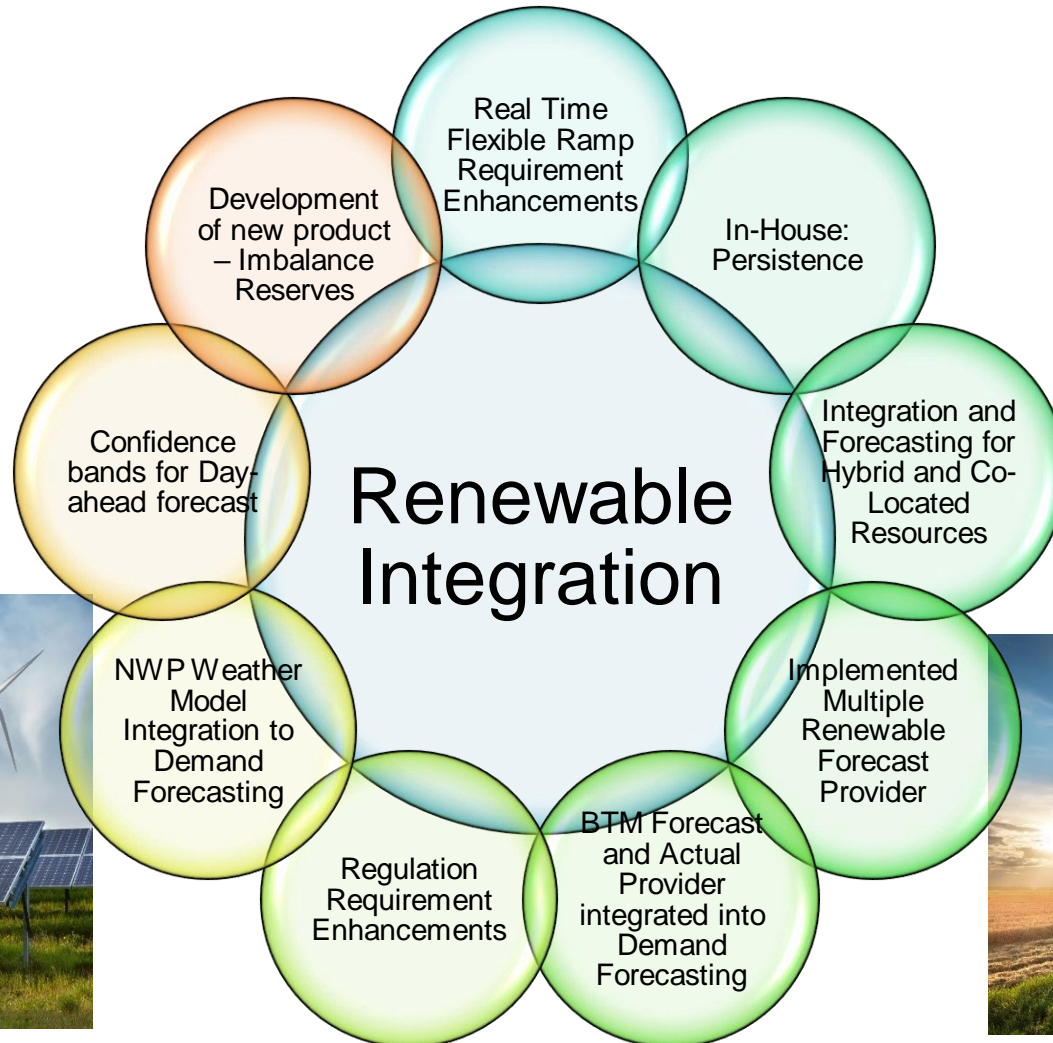 Real Time
Flexible Ramp
Requirement
Enhancements
In-House:
Persistence
Integration and
Forecasting for
Hybrid and Co-
Located
Resources
Implemented
Multiple
Renewable
Forecast
Provider
BTM Forecast
and Actual
Provider
integrated into
Demand
Forecasting
Regulation
Requirement
Enhancements
NWP Weather
Model
Integration to
Demand
Forecasting
Confidence
bands for Day-
ahead forecast
Development
of new product
– Imbalance
Reserves
Renewable
Integration